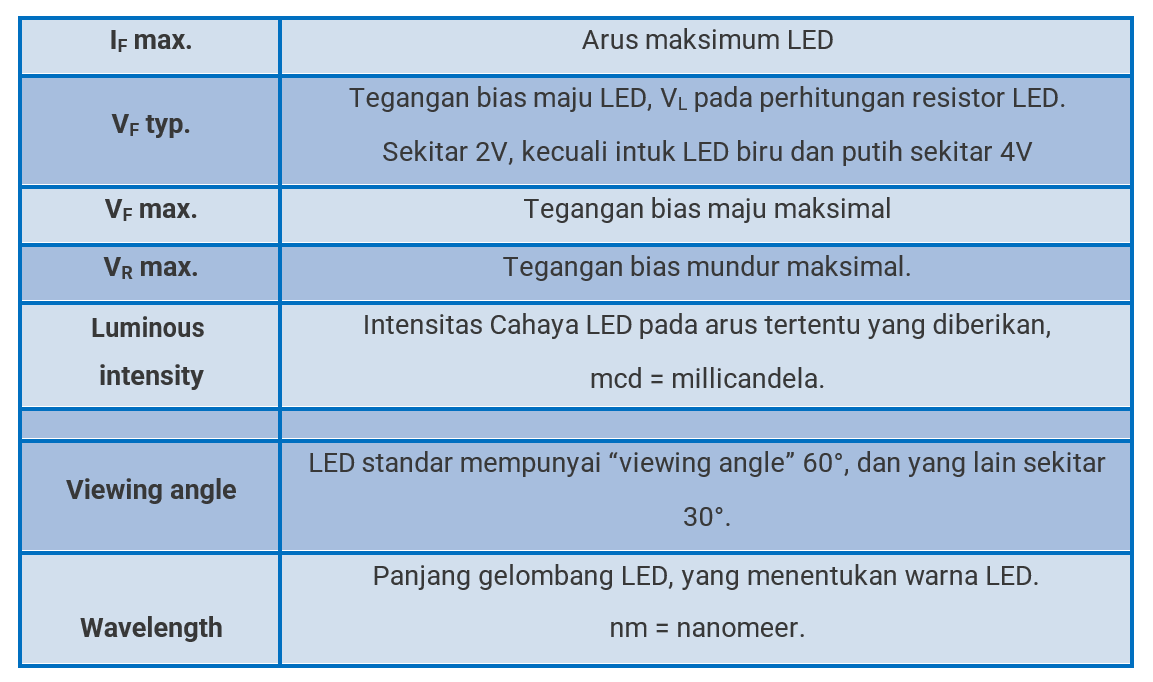 I_F max.
Arus maksimum LED
V_F typ.
Tegangan bias maju LED, V_L pada perhitungan resistor LED.
Sekitar 2V, kecuali intuk LED biru dan putih sekitar 4V
V_F max.
Tegangan bias maju maksimal
V_R max.
Tegangan bias mundur maksimal.
Luminous
intensity
Intensitas Cahaya LED pada arus tertentu yang diberikan,
mcd = millicandela.
Viewing angle
LED standar mempunyai “viewing angle” 60°, dan yang lain sekitar
30°.
Wavelength
Panjang gelombang LED, yang menentukan warna LED.
nm = nanomeer.